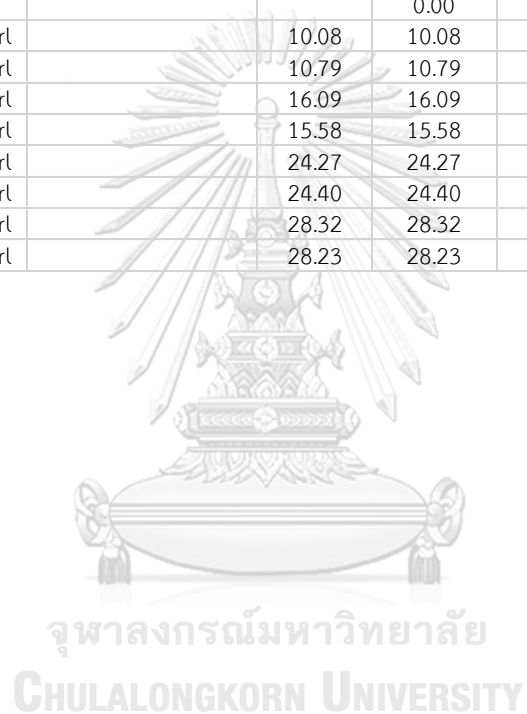 0.00
rl 10.08 10.08
rl 10.79 10.79
rl 16.09 16.09
rl 15.58 15.58
rl 24.27 24.27
rl 24.40 24.40
rl 28.32 28.32
rl 28.23 28.23
จุฬาลงกรณ์มหาวิทยาลัย
CHULALONGKORN UNIVERSITY